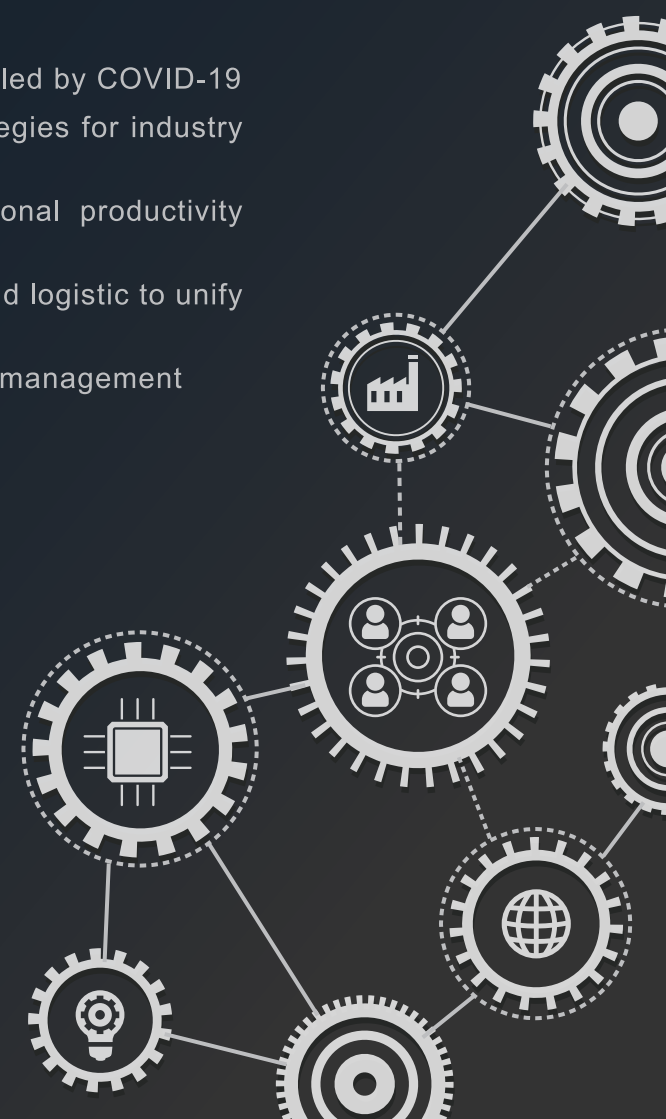 led by COVID-19
egies for industry
onal productivity
d logistic to unify
management